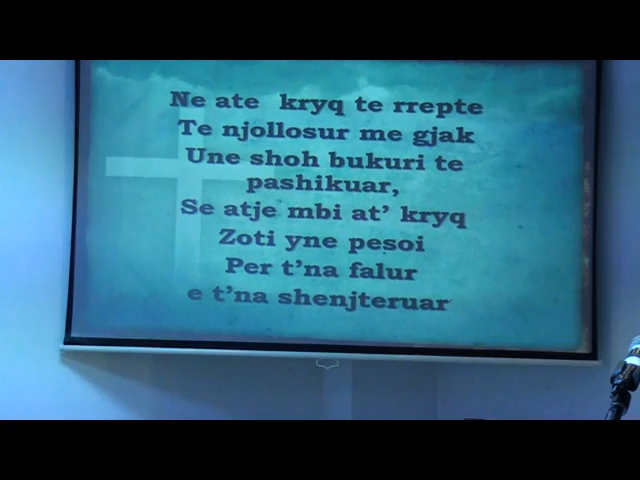 Ne ate kryq te rrepte
Te njollosur me gjak
Une shoh bukuri te
pashikuar,
Se atje mbi at' kryq
Zoti yne pesoi
Per t'na falur
e t'na shenjteruar